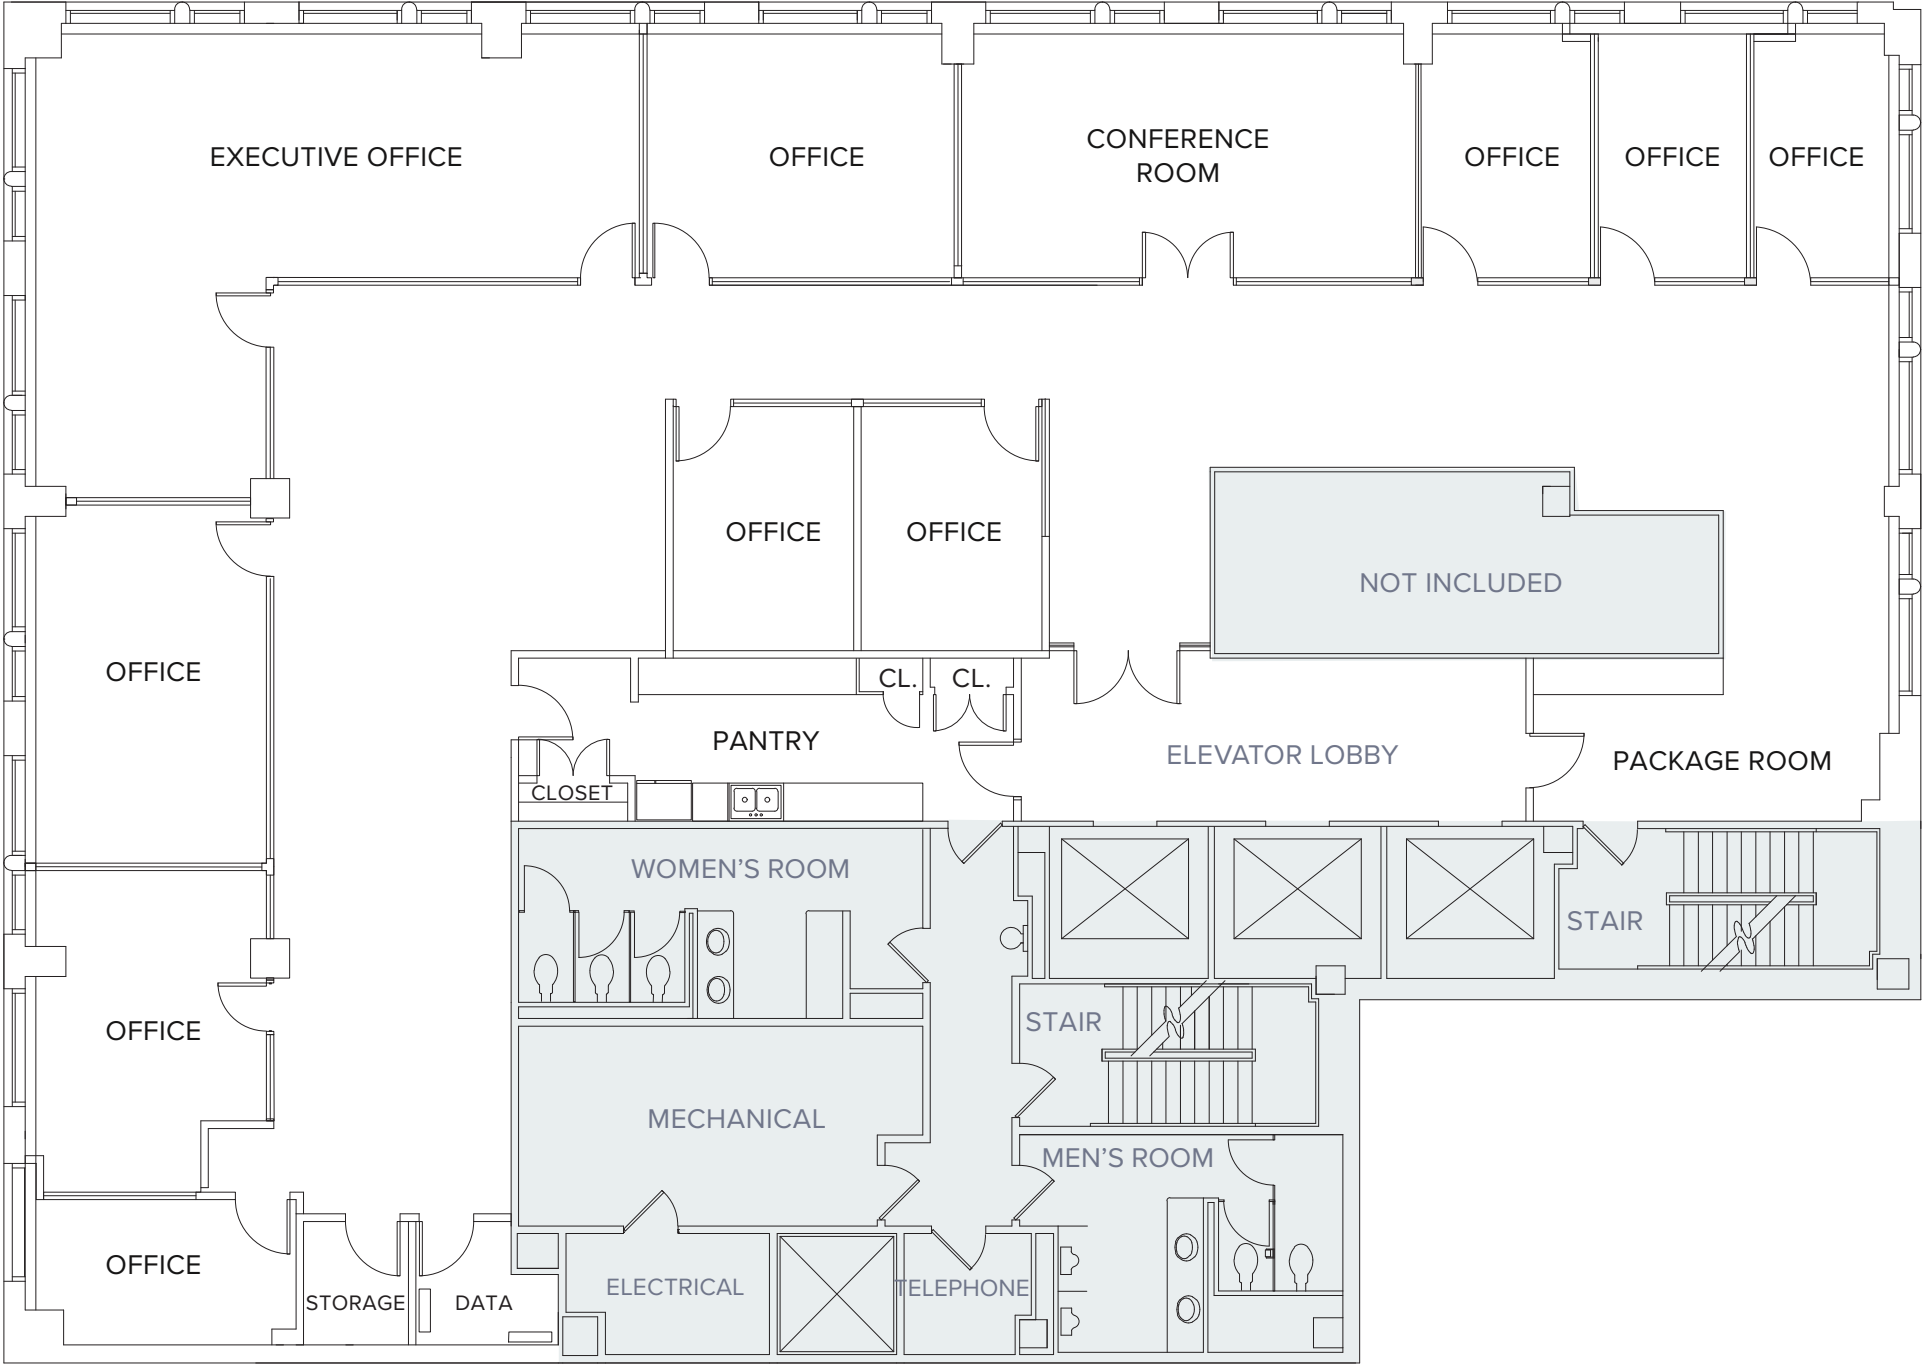 EXECUTIVE OFFICE
OFFICE
CONFERENCE
ROOM
OFFICE
OFFICE
OFFICE
OFFICE
OFFICE
NOT INCLUDED
OFFICE
CL.
CL.
PANTRY
ELEVATOR LOBBY
PACKAGE ROOM
CLOSET
WOMEN'S ROOM
STAIR
OFFICE
STAIR
MECHANICAL
MEN'S ROOM
OFFICE
STORAGE
DATA
ELECTRICAL
TELEPHONE